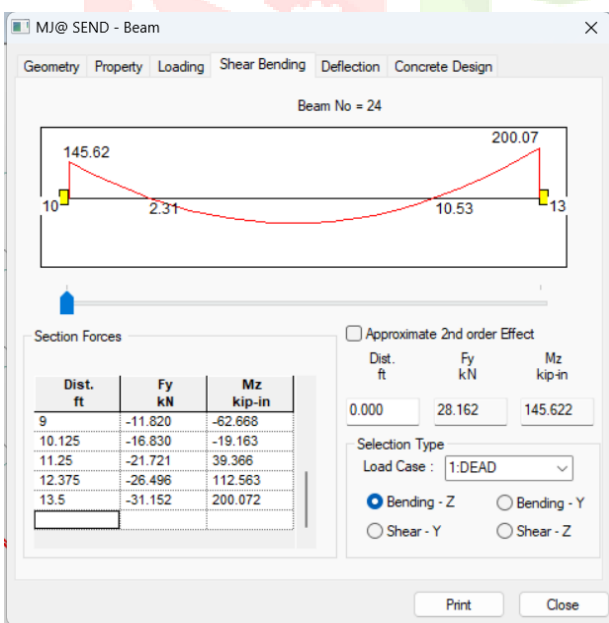 MJ@ SEND - Beam
Geometry Property Loading Shear Bending Deflection Concrete Design
Beam No = 24
145.62 200.07
10 2.31 10.53 13
Section Forces
Dist. ft Fy kN Mz kip-in
9 -11.820 -62.668
10.125 -16.830 -19.163
11.25 -21.721 39.366
12.375 -26.496 112.563
13.5 -31.152 200.072
Approximate 2nd order Effect
Dist. ft Fy kN Mz kip-in
0.000 28.162 145.622
Selection Type
Load Case : 1:DEAD
Bending - Z Bending - Y
Shear - Y Shear - Z
Print Close